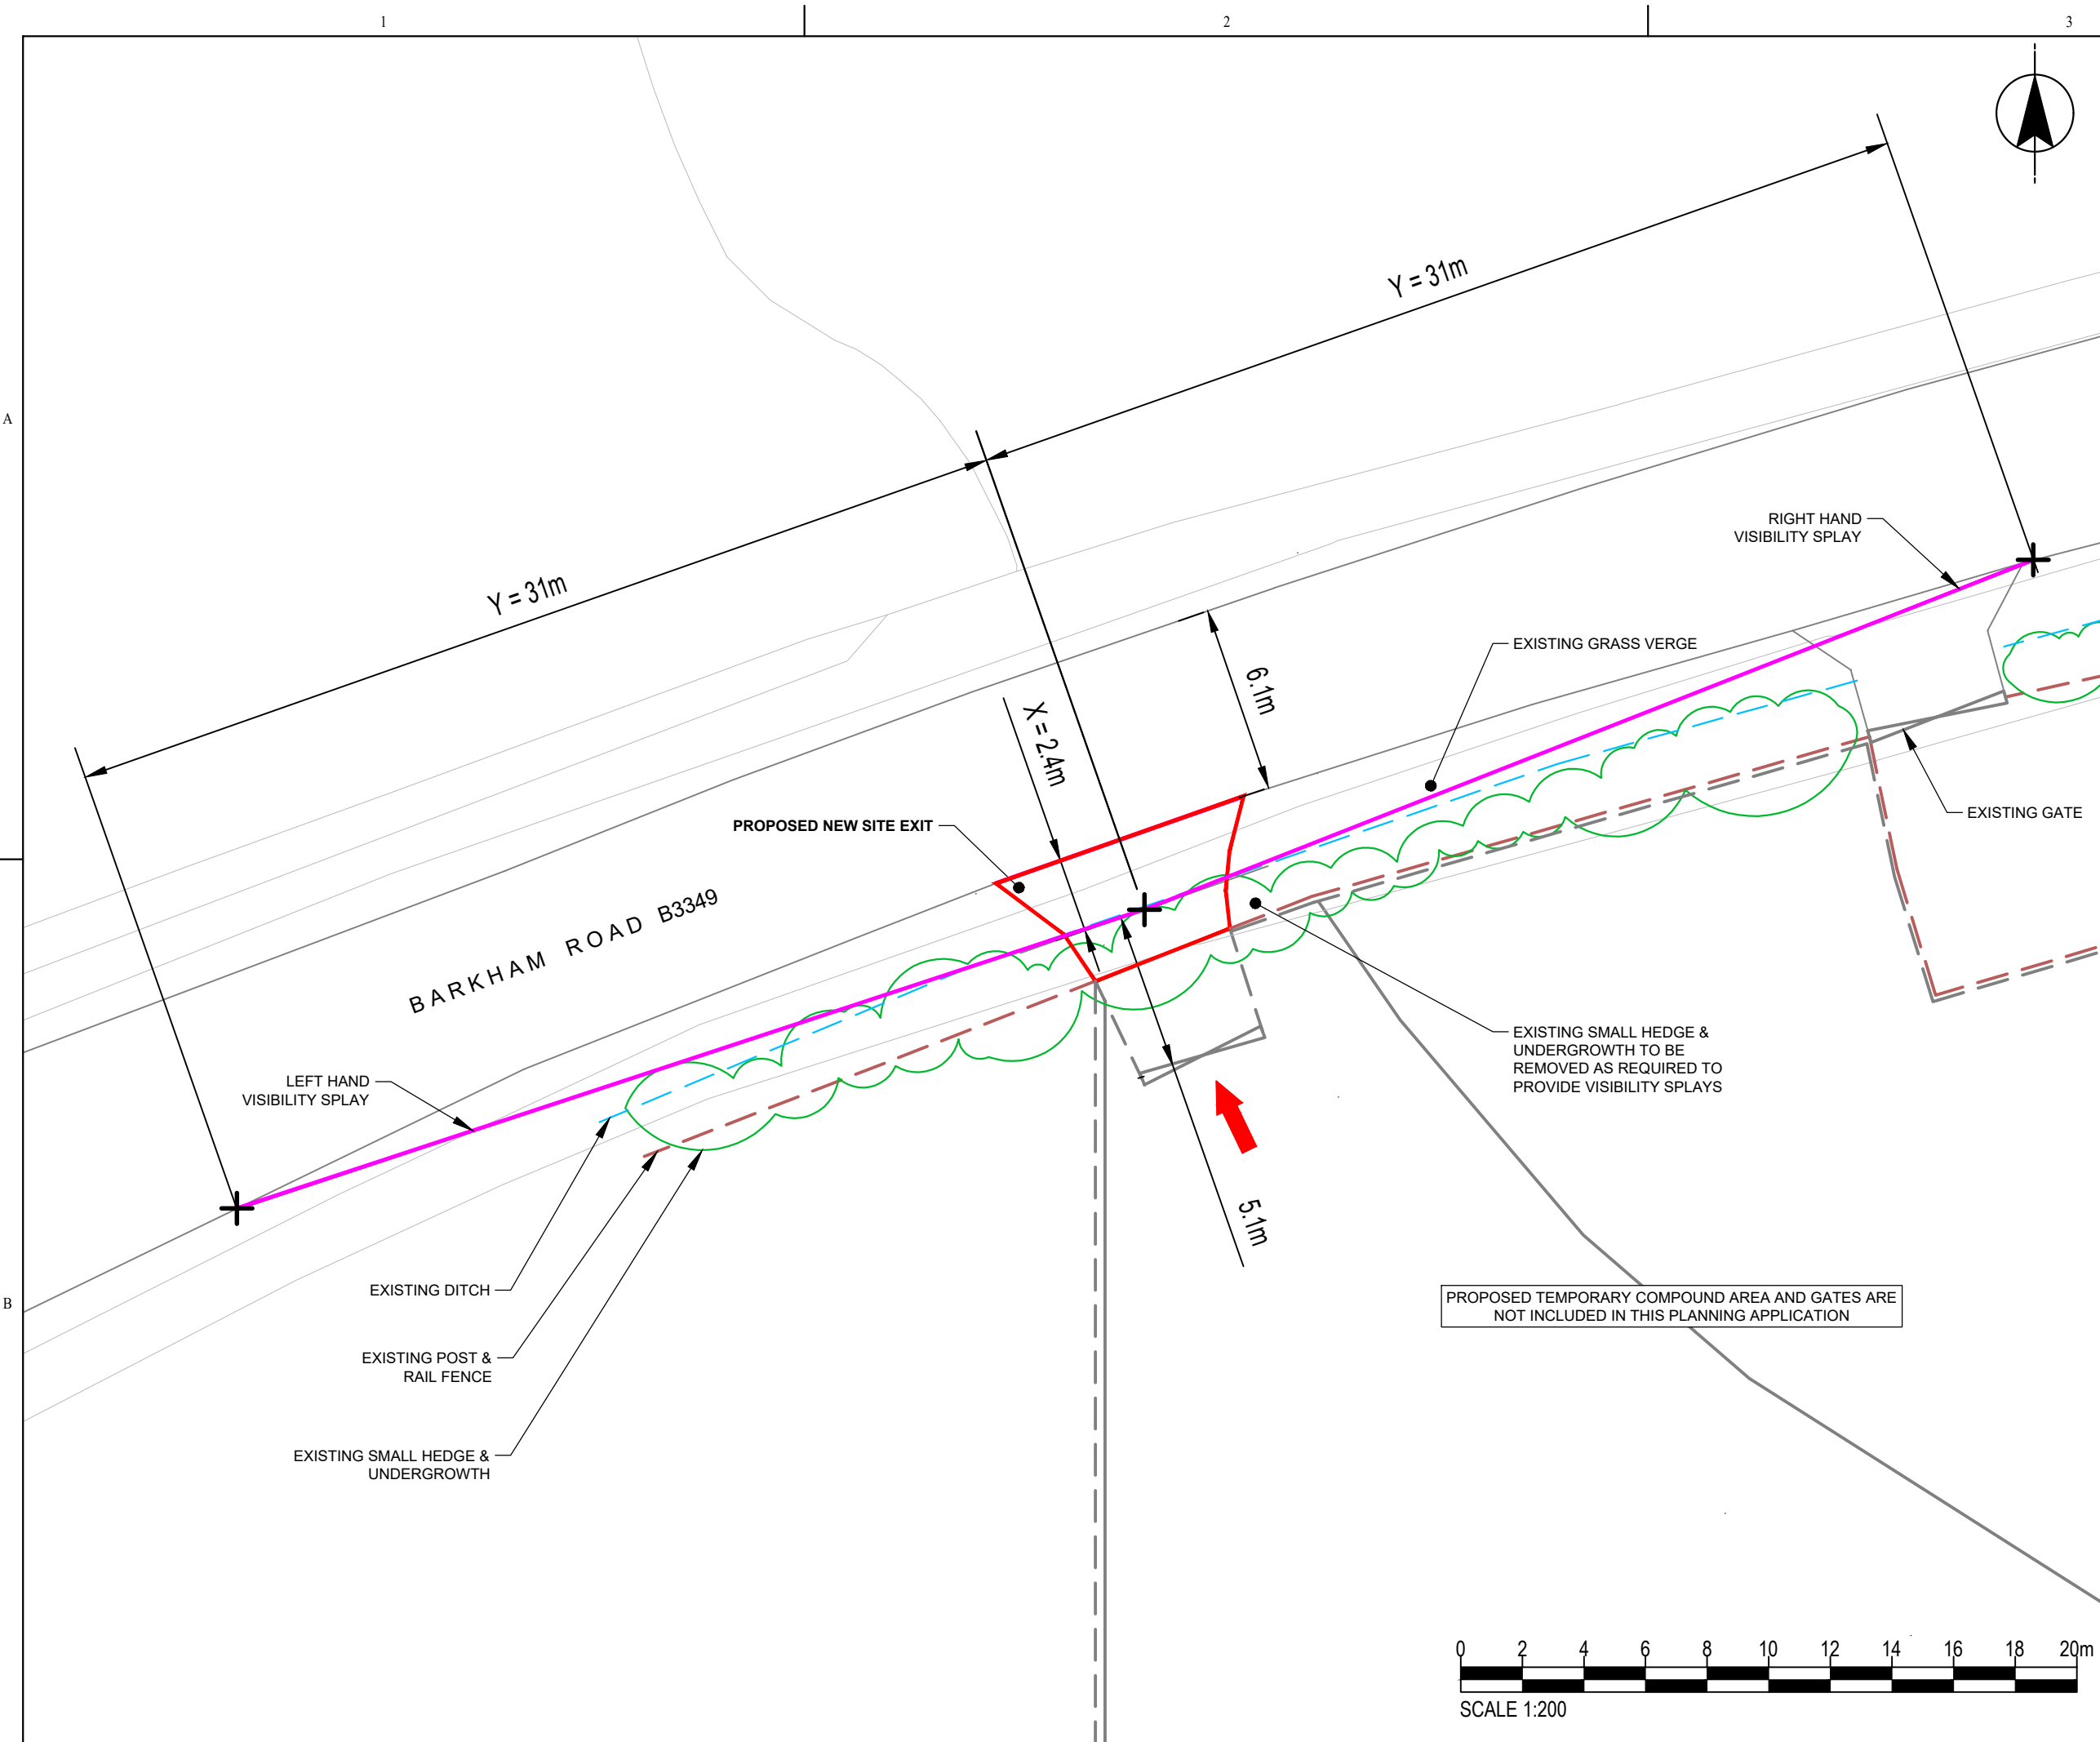 1
2
3
A
Y = 31m
RIGHT HAND
VISIBILITY SPLAY
Y = 31m
EXISTING GRASS VERGE
6.1m
X = 2.4m
EXISTING GATE
PROPOSED NEW SITE EXIT
BARKHAM ROAD B3349
EXISTING SMALL HEDGE &
UNDERGROWTH TO BE
REMOVED AS REQUIRED TO
PROVIDE VISIBILITY SPLAYS
LEFT HAND
VISIBILITY SPLAY
5.1m
B
EXISTING DITCH
PROPOSED TEMPORARY COMPOUND AREA AND GATES ARE
NOT INCLUDED IN THIS PLANNING APPLICATION
EXISTING POST &
RAIL FENCE
EXISTING SMALL HEDGE &
UNDERGROWTH
0 2 4 6 8 10 12 14 16 18 20m
SCALE 1:200